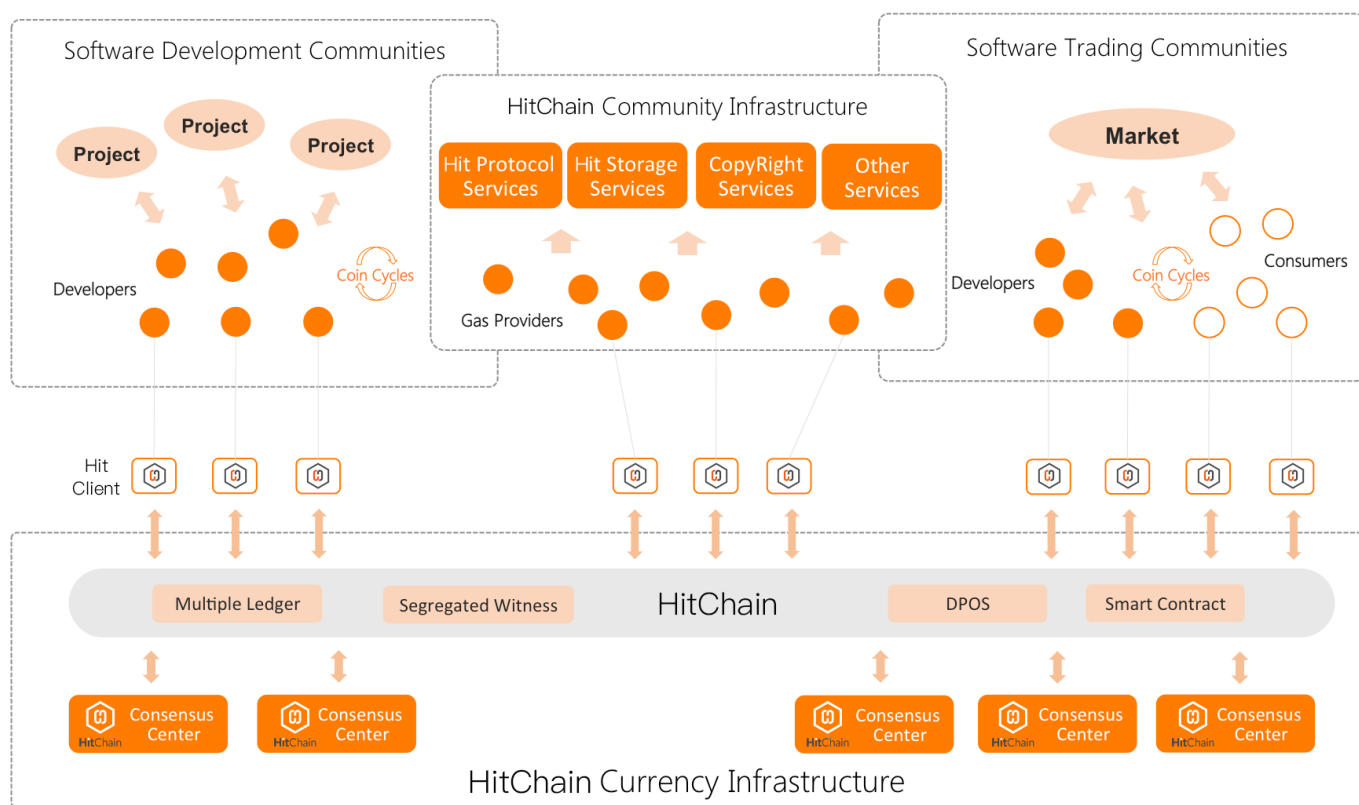 Software Development Communities
Software Trading Communities
HitChain Community Infrastructure
Project
Project
Project
Market
Hit Protocol
Services
Hit Storage
Services
CopyRight
Services
Other
Services
Coin Cycles
Developers
Gas Providers
Developers
Coin Cycles
Consumers
Hit
Client
Multiple Ledger
Segregated Witness
HitChain
DPOS
Smart Contract
Consensus
Center
HitChain
Consensus
Center
HitChain
Consensus
Center
HitChain
Consensus
Center
HitChain
Consensus
Center
HitChain
HitChain Currency Infrastructure